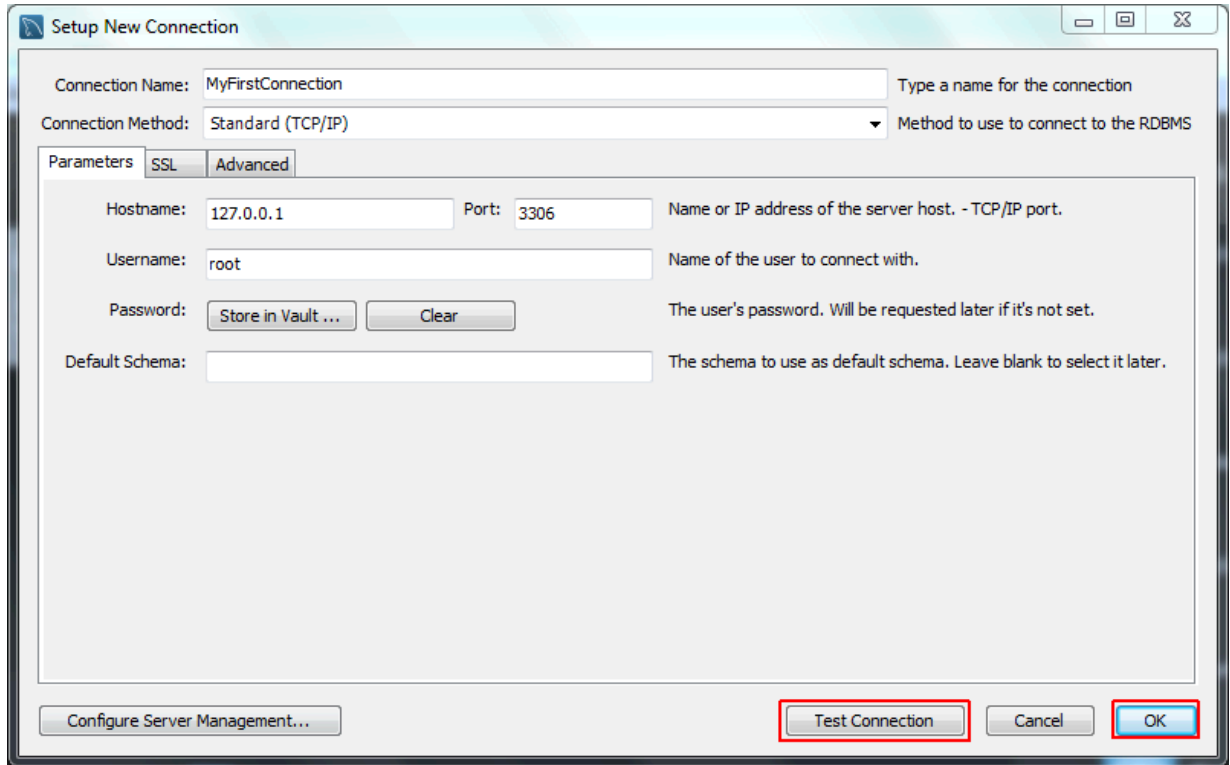 Setup New Connection
Connection Name: MyFirstConnection Type a name for the connection
Connection Method: Standard (TCP/IP) Method to use to connect to the RDBMS
Parameters SSL Advanced
Hostname: 127.0.0.1 Port: 3306 Name or IP address of the server host. - TCP/IP port.
Username: root Name of the user to connect with.
Password: Store in Vault ... Clear The user's password. Will be requested later if it's not set.
Default Schema: The schema to use as default schema. Leave blank to select it later.
Configure Server Management... Test Connection Cancel OK